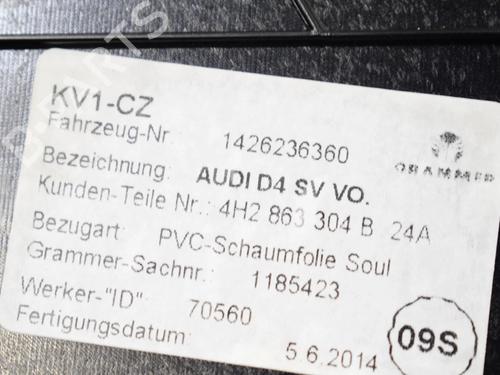 KV1-CZ
Fahrzeug-Nr 1426236360
GRAMMER
Bezeichnung: AUDI D4 SV VO.
Kunden-Teile Nr.: 4H2 863 304 B 24A
Bezugart: PVC-Schaumfolie Soul
Grammer-Sachnr.: 1185423
Werker-"ID" 70560
Fertigungsdatum: 5.6.2014
09S